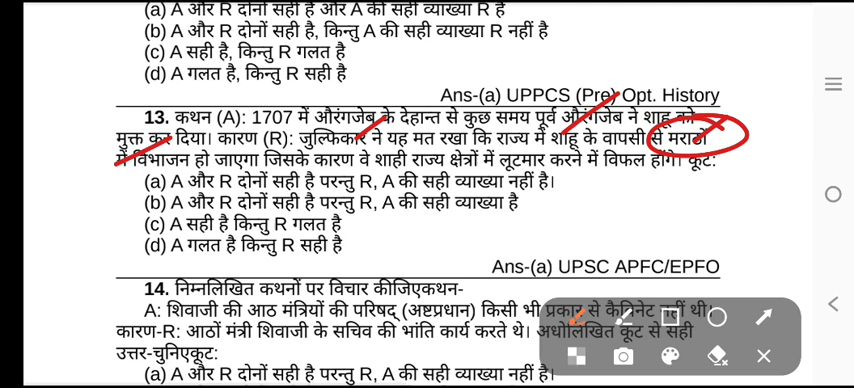 (a) A और R दोनों सही है और A की सही व्याख्या R है
(b) A और R दोनों सही है, किन्तु A की सही व्याख्या R नहीं है
(c) A सही है, किन्तु R गलत है
(d) A गलत है, किन्तु R सही है
Ans-(a) UPPCS (Pre) Opt. History
13. कथन (A): 1707 में औरंगजेब के देहान्त से कुछ समय पूर्व औरंगजेब ने शाहू को
मुक्त कर दिया। कारण (R): जुल्फिकार ने यह मत रखा कि राज्य में शाहू के वापसी से मराठों
में विभाजन हो जाएगा जिसके कारण वे शाही राज्य क्षेत्रों में लूटमार करने में विफल होंगे। कूट:
(a) A और R दोनों सही है परन्तु R, A की सही व्याख्या नहीं है।
(b) A और R दोनों सही है परन्तु R, A की सही व्याख्या है
(c) A सही है किन्तु R गलत है
(d) A गलत है किन्तु R सही है
Ans-(a) UPSC APFC/EPFO
14. निम्नलिखित कथनों पर विचार कीजिएकथन-
A: शिवाजी की आठ मंत्रियों की परिषद् (अष्टप्रधान) किसी भी प्रकार से कैबिनेट नहीं थी।
कारण-R: आठों मंत्री शिवाजी के सचिव की भांति कार्य करते थे। अधोलिखित कूट से सही
उत्तर-चुनिएकूट:
(a) A और R दोनों सही है परन्तु R, A की सही व्याख्या नहीं है।